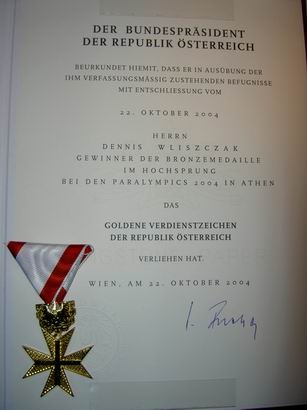 DER BUNDESPRÄSIDENT
DER REPUBLIK ÖSTERREICH
BEURKUNDET HIEMIT, DASS ER IN AUSÜBUNG DER
IHM VERFASSUNGSMÄSSIG ZUSTEHENDEN BEFUGNISSE
MIT ENTSCHLIESSUNG VOM
22. OKTOBER 2004
HERRN
DENNIS WLISZCZAK
GEWINNER DER BRONZEMEDAILLE
IM HOCHSPRUNG
BEI DEN PARALYMPICS 2004 IN ATHEN
DAS
GOLDENE VERDIENSTZEICHEN
DER REPUBLIK ÖSTERREICH
VERLIEHEN HAT.
WIEN, AM 22. OKTOBER 2004